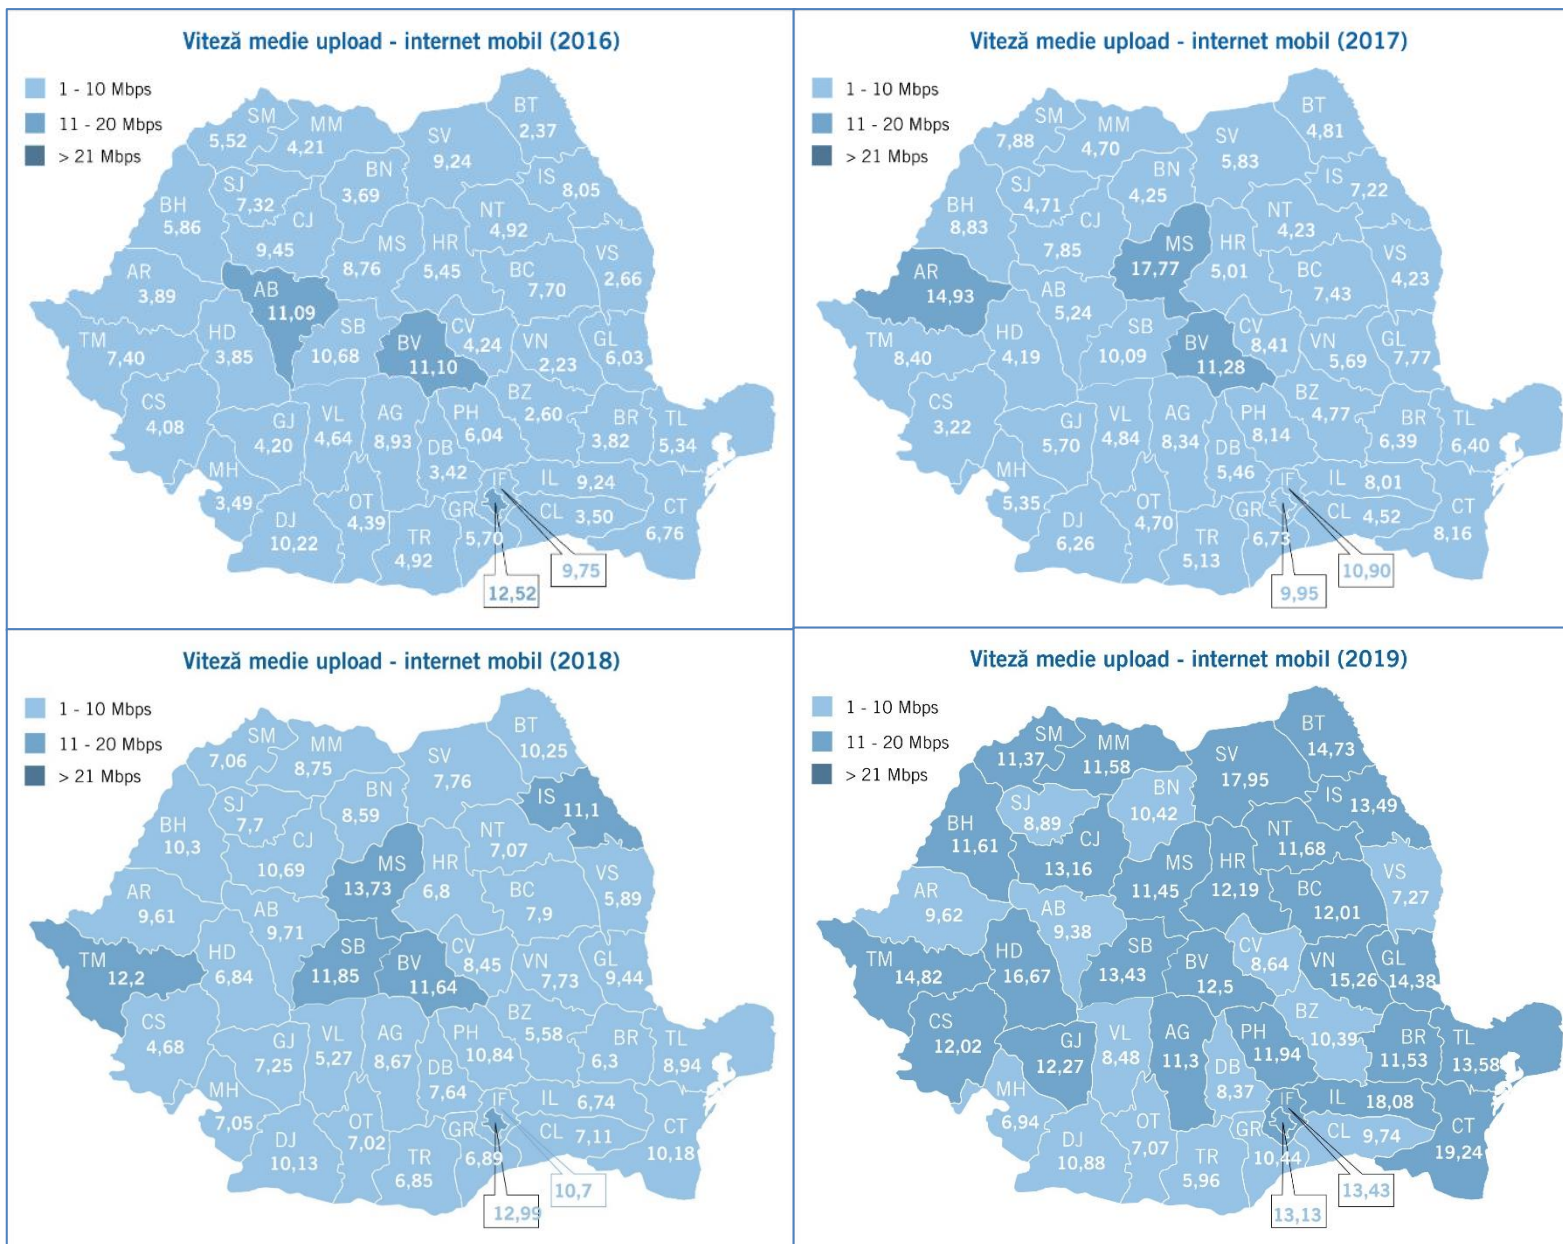 Viteză medie upload - internet mobil (2016)
1 - 10 Mbps
11 - 20 Mbps
> 21 Mbps
SM
5,52
MM
4,21
SV
9,24
BT
2,37
SJ
7,32
BN
3,69
IS
8,05
BH
5,86
CJ
9,45
MS
8,76
HR
5,45
NT
4,92
BC
7,70
VS
2,66
AR
3,89
AB
11,09
HD
3,85
SB
10,68
BV
11,10
CV
4,24
VN
2,23
GL
6,03
TM
7,40
CS
4,08
GJ
4,20
VL
4,64
AG
8,93
PH
6,04
BZ
2,60
BR
3,82
TL
5,34
DB
3,42
MH
3,49
DJ
10,22
OT
4,39
TR
4,92
GR
5,70
IF
IL
9,24
CL
3,50
CT
6,76
9,75
12,52
Viteză medie upload - internet mobil (2017)
1 - 10 Mbps
11 - 20 Mbps
> 21 Mbps
SM
7,88
MM
4,70
SV
5,83
BT
4,81
SJ
4,71
BN
4,25
IS
7,22
BH
8,83
CJ
7,85
MS
17,77
HR
5,01
NT
4,23
BC
7,43
VS
4,23
AR
14,93
AB
5,24
HD
4,19
SB
10,09
BV
11,28
CV
8,41
VN
5,69
GL
7,77
TM
8,40
CS
3,22
GJ
5,70
VL
4,84
AG
8,34
PH
8,14
BZ
4,77
BR
6,39
TL
6,40
DB
5,46
MH
5,35
DJ
6,26
OT
4,70
TR
5,13
GR
6,73
IF
IL
8,01
CL
4,52
CT
8,16
10,90
9,95
Viteză medie upload - internet mobil (2018)
1 - 10 Mbps
11 - 20 Mbps
> 21 Mbps
SM
7,06
MM
8,75
SV
7,76
BT
10,25
SJ
7,7
BN
8,59
IS
11,1
BH
10,3
CJ
10,69
MS
13,73
HR
6,8
NT
7,07
BC
7,9
VS
5,89
AR
9,61
AB
9,71
HD
6,84
SB
11,85
BV
11,64
CV
8,45
VN
7,73
GL
9,44
TM
12,2
CS
4,68
GJ
7,25
VL
5,27
AG
8,67
PH
10,84
BZ
5,58
BR
6,3
TL
8,94
DB
7,64
MH
7,05
DJ
10,13
OT
7,02
TR
6,85
GR
6,89
IF
IL
6,74
CL
7,11
CT
10,18
10,7
12,99
Viteză medie upload - internet mobil (2019)
1 - 10 Mbps
11 - 20 Mbps
> 21 Mbps
SM
11,37
MM
11,58
SV
17,95
BT
14,73
SJ
8,89
BN
10,42
IS
13,49
BH
11,61
CJ
13,16
MS
11,45
HR
12,19
NT
11,68
BC
12,01
VS
7,27
AR
9,62
AB
9,38
HD
16,67
SB
13,43
BV
12,5
CV
8,64
VN
15,26
GL
14,38
TM
14,82
CS
12,02
GJ
12,27
VL
8,48
AG
11,3
PH
11,94
BZ
10,39
BR
11,53
TL
13,58
DB
8,37
MH
6,94
DJ
10,88
OT
7,07
TR
5,96
GR
10,44
IF
IL
18,08
CL
9,74
CT
19,24
13,43
13,13